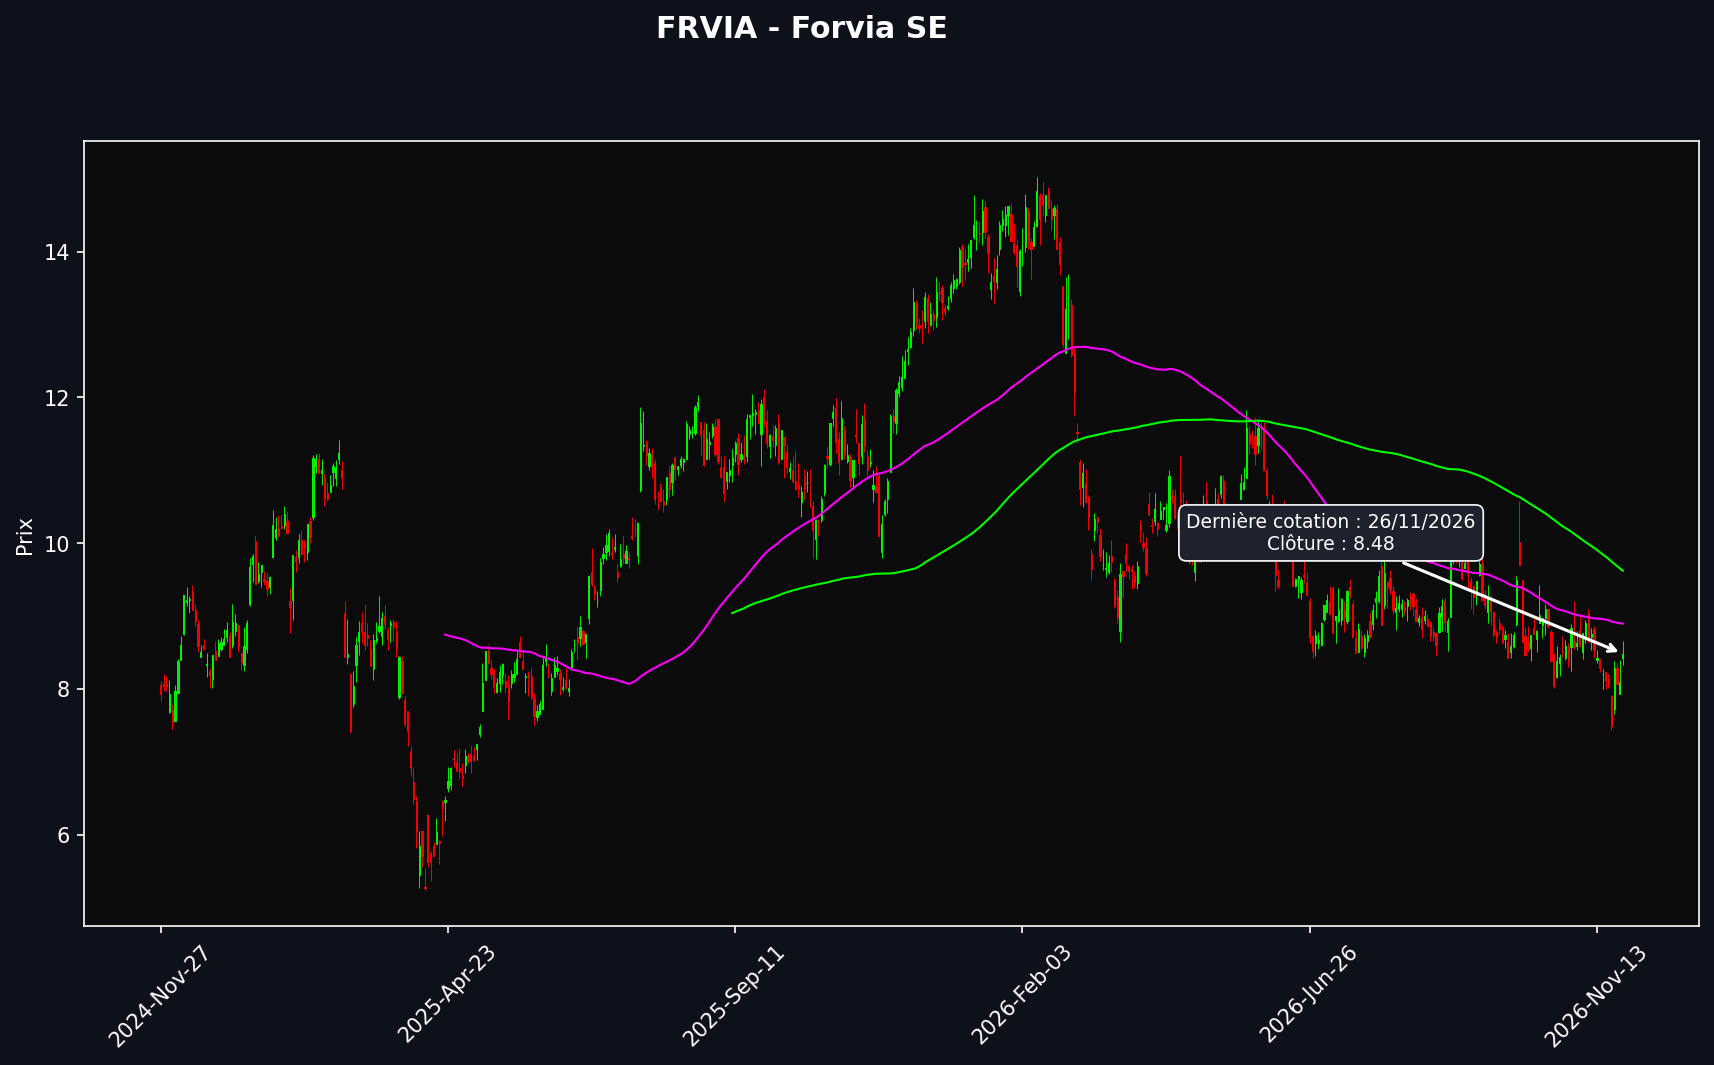 FRVIA - Forvia SE
Prix
14
12
10
8
6
Dernière cotation : 26/11/2026
Clôture : 8.48
2024-Nov-27
2025-Apr-23
2025-Sep-11
2026-Feb-03
2026-Jun-26
2026-Nov-13